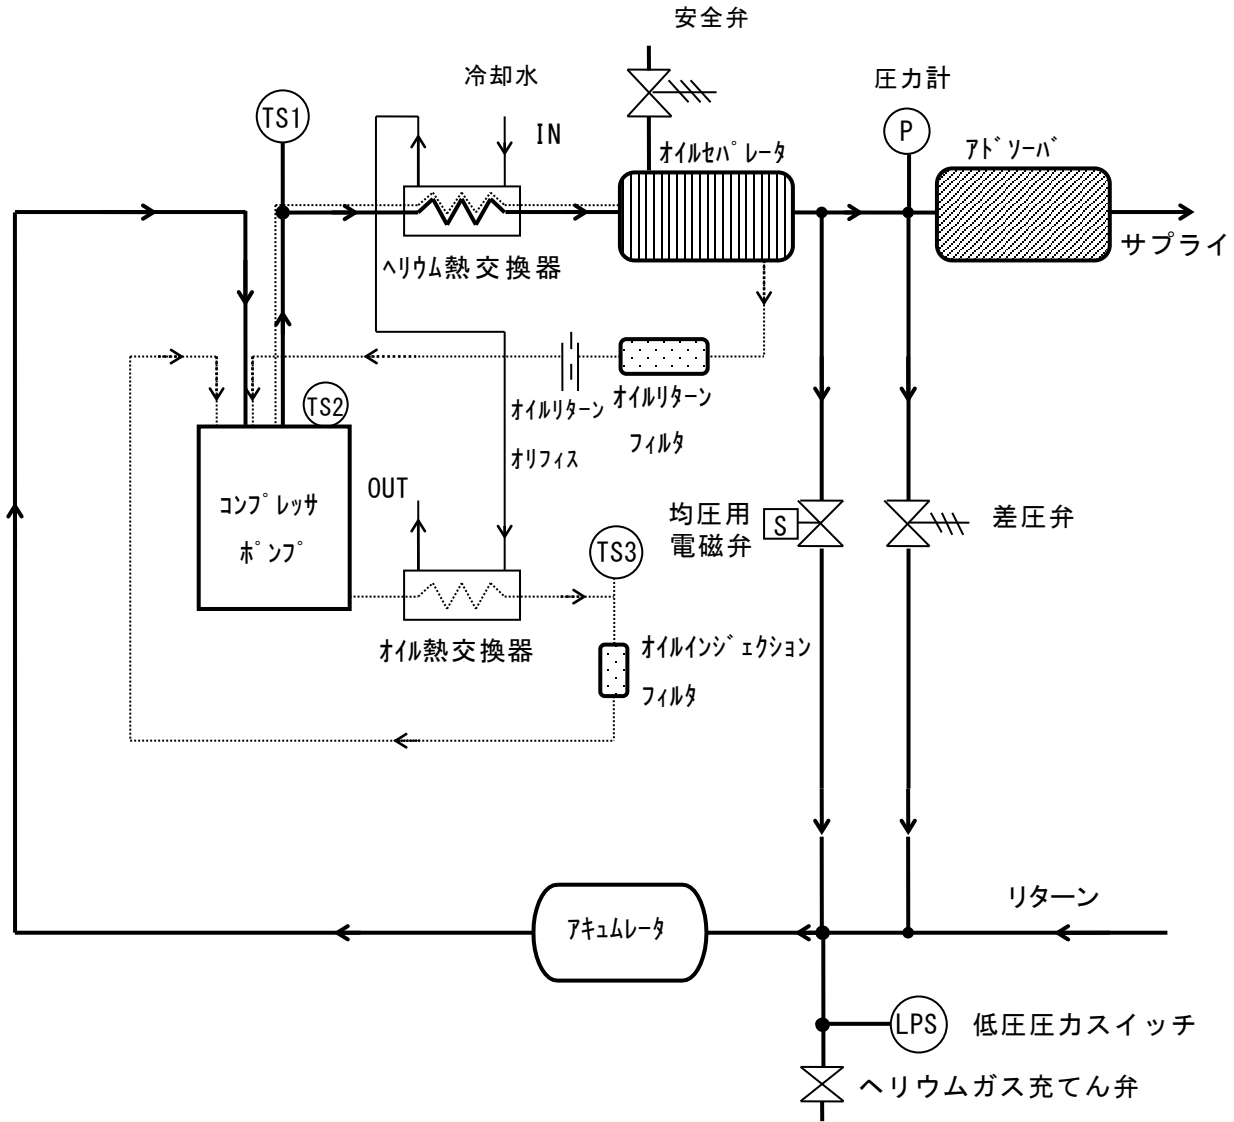 安全弁
冷却水
圧力計
TS1
IN
P
ｵｲﾙｾﾊﾟﾚｰﾀ
ｱﾄﾞｿｰﾊﾞ
サプライ
ﾍﾘｳﾑ熱交換器
TS2
ｵｲﾙﾘﾀｰﾝ
ｵﾘﾌｨｽ
ｵｲﾙﾘﾀｰﾝ
ﾌｨﾙﾀ
ｺﾝﾌﾟﾚｯｻ
ﾎﾟﾝﾌﾟ
OUT
均圧用
電磁弁
S
差圧弁
TS3
ｵｲﾙ熱交換器
ｵｲﾙｲﾝｼﾞｪｸｼｮﾝ
ﾌｨﾙﾀ
リターン
ｱｷｭﾑﾚｰﾀ
LPS
低圧圧力スイッチ
ヘリウムガス充てん弁